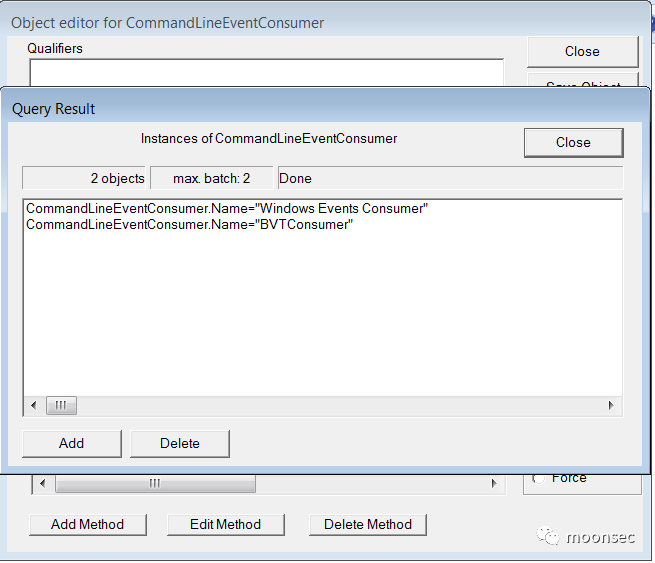 Object editor for CommandLineEventConsumer
Qualifiers
Close
Save Object
Query Result
Instances of CommandLineEventConsumer
Close
2 objects
max. batch: 2
Done
CommandLineEventConsumer.Name="Windows Events Consumer"
CommandLineEventConsumer.Name="BVTConsumer"
Add
Delete
Force
Add Method
Edit Method
Delete Method
moonsec